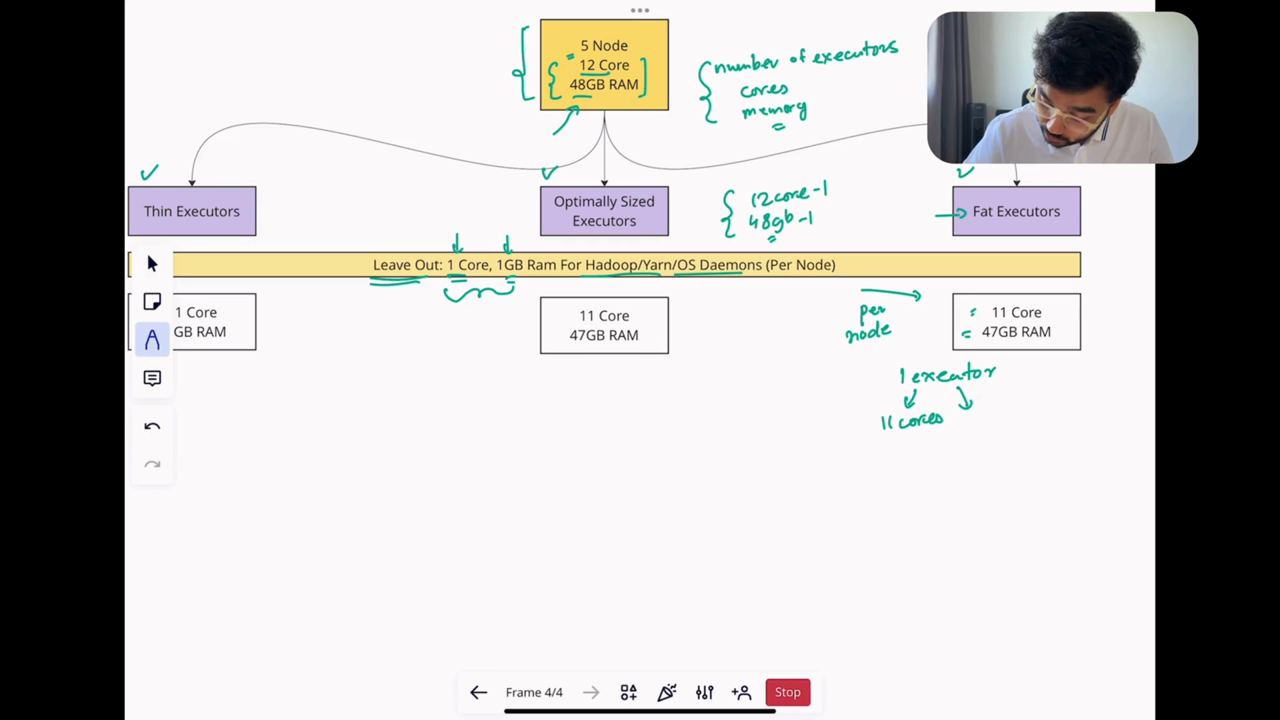 5 Node
12 Core
48GB RAM
number of executors
cores
memory
Thin Executors
Optimally Sized
Executors
12core-1
48gb-1
Fat Executors
Leave Out: 1 Core, 1GB Ram For Hadoop/Yarn/OS Daemons (Per Node)
1 Core
GB RAM
11 Core
47GB RAM
per
node
11 Core
47GB RAM
1 executor
11 cores
Frame 4/4
Stop